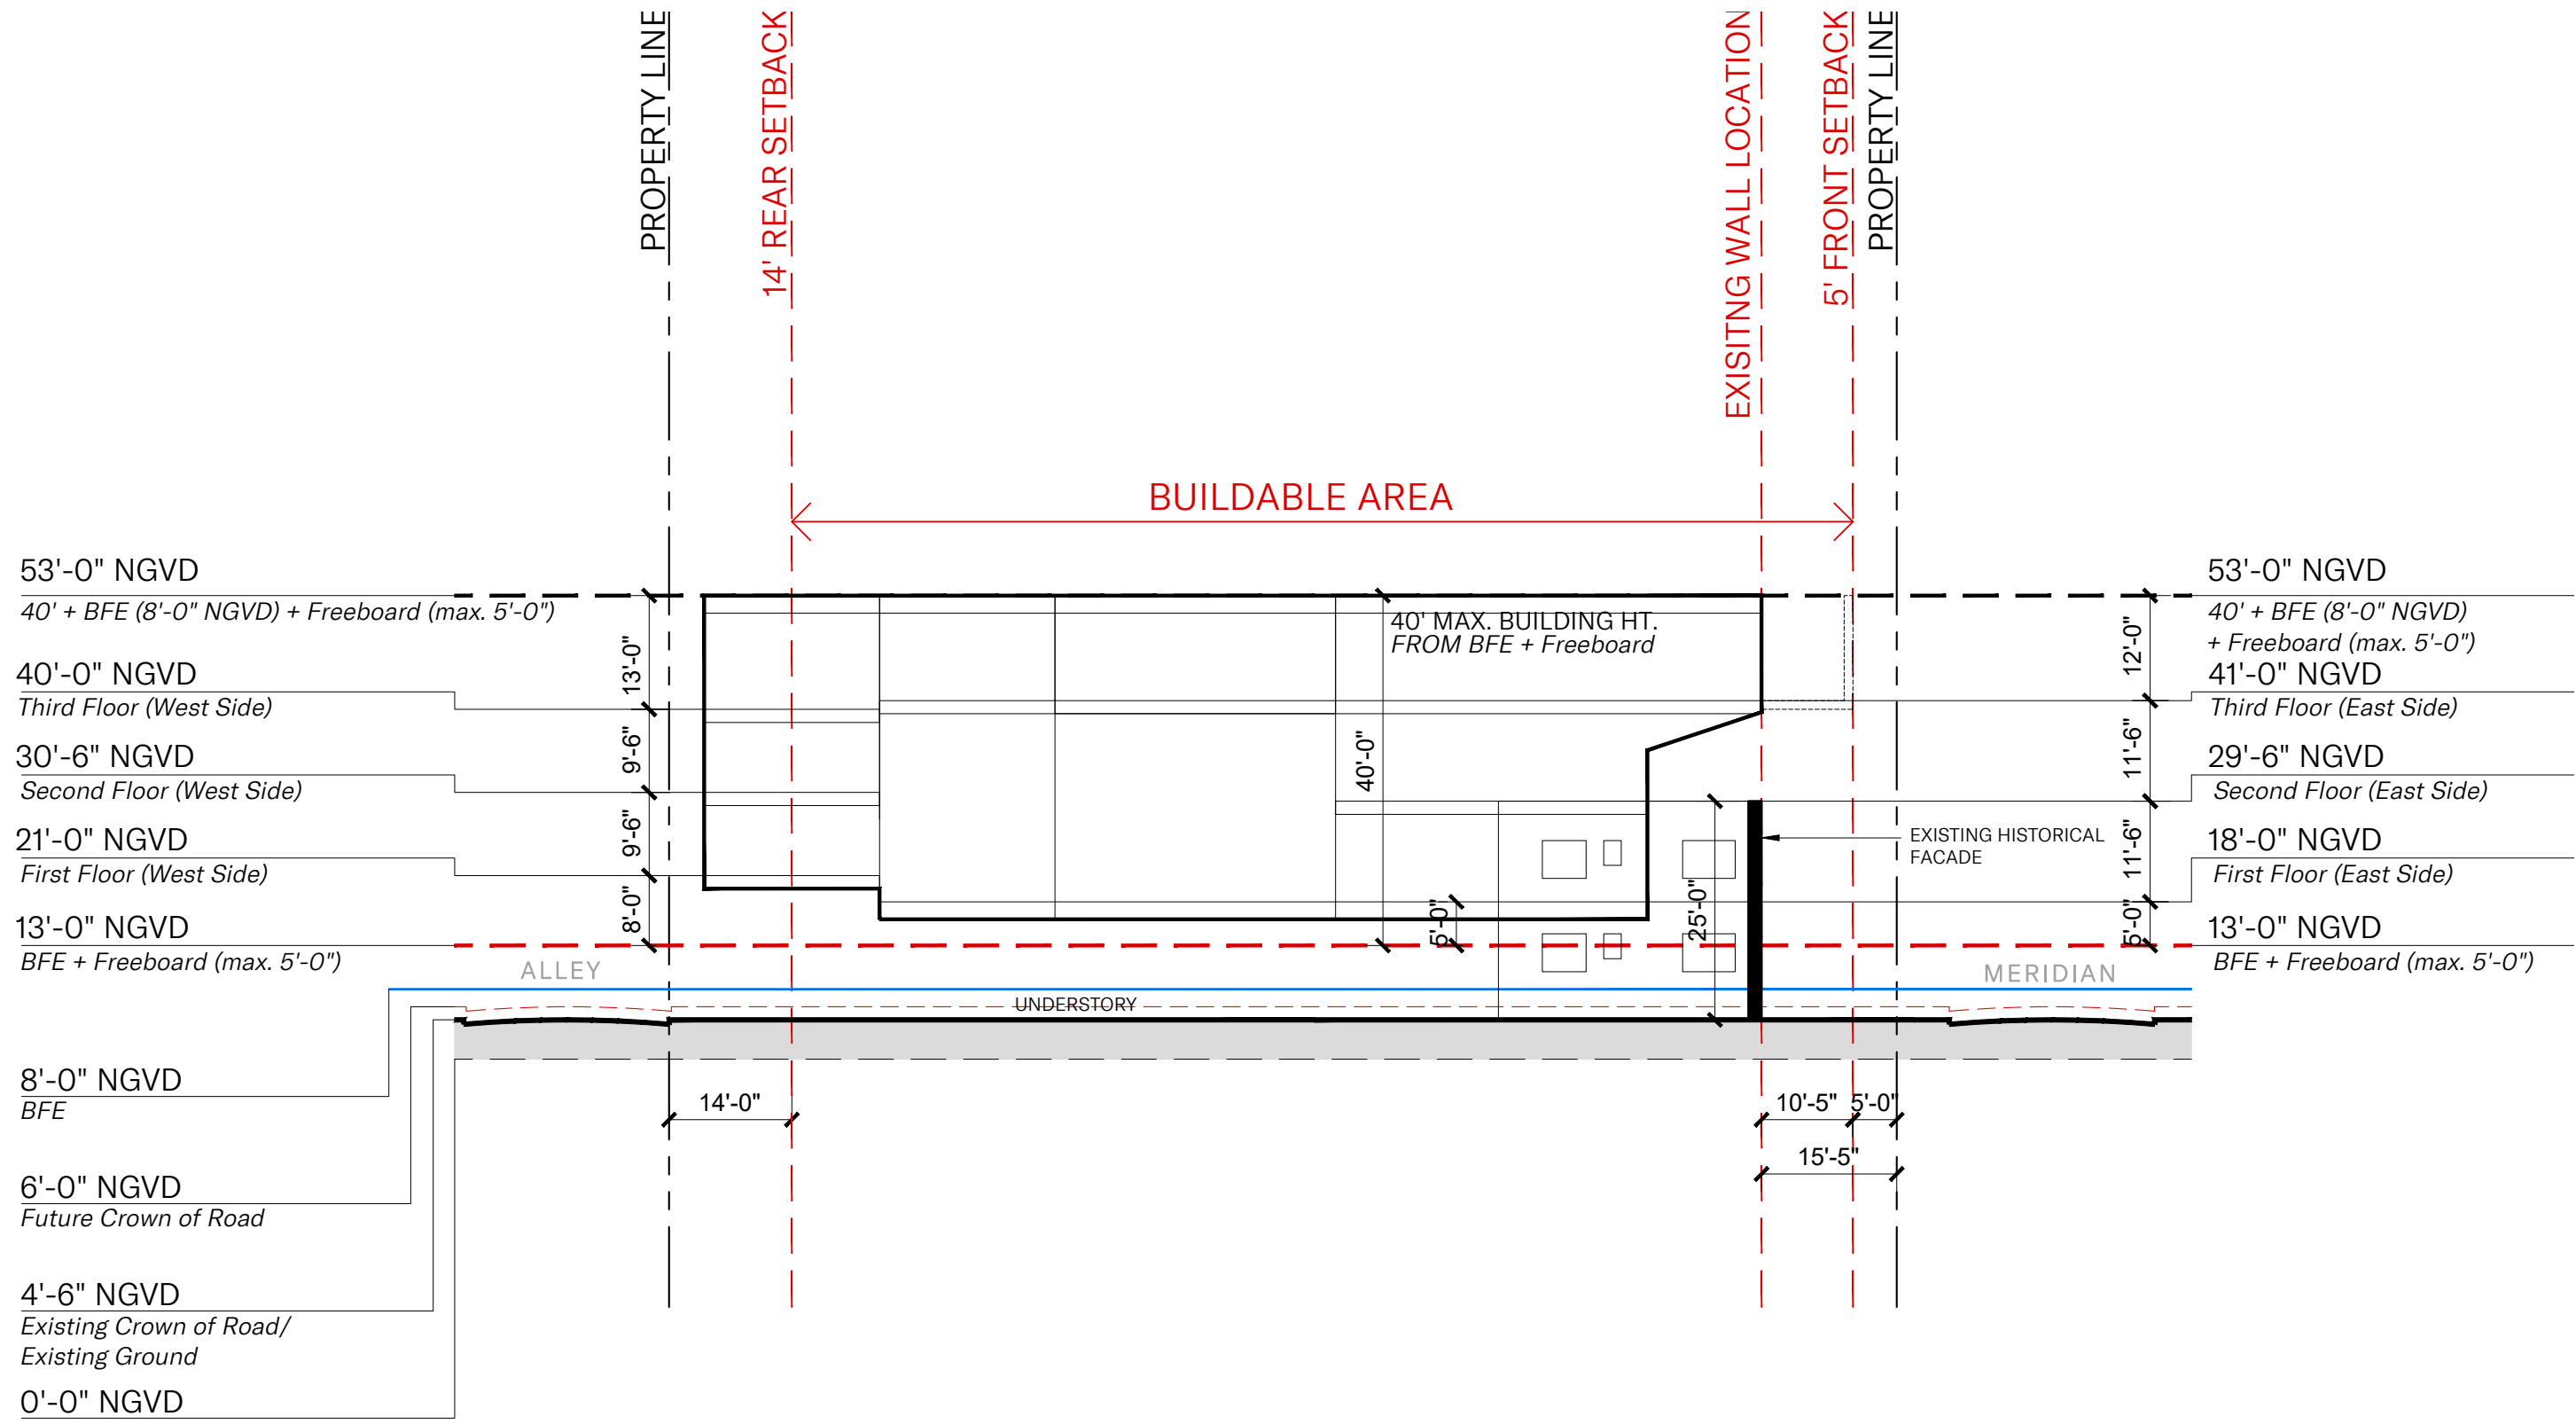 PROPERTY LINE
14' REAR SETBACK
EXISITNG WALL LOCATION
5' FRONT SETBACK
PROPERTY LINE
BUILDABLE AREA
53'-0" NGVD
40' + BFE (8'-0" NGVD) + Freeboard (max. 5'-0")
40'-0" NGVD
Third Floor (West Side)
30'-6" NGVD
Second Floor (West Side)
21'-0" NGVD
First Floor (West Side)
13'-0" NGVD
BFE + Freeboard (max. 5'-0")
8'-0" NGVD
BFE
6'-0" NGVD
Future Crown of Road
4'-6" NGVD
Existing Crown of Road/
Existing Ground
0'-0" NGVD
13'-0"
9'-6"
9'-6"
8'-0"
ALLEY
40' MAX. BUILDING HT.
FROM BFE + Freeboard
40'-0"
5'-0"
25'-0"
UNDERSTORY
EXISTING HISTORICAL
FACADE
MERIDIAN
12'-0"
11'-6"
11'-6"
5'-0"
53'-0" NGVD
40' + BFE (8'-0" NGVD)
+ Freeboard (max. 5'-0")
41'-0" NGVD
Third Floor (East Side)
29'-6" NGVD
Second Floor (East Side)
18'-0" NGVD
First Floor (East Side)
13'-0" NGVD
BFE + Freeboard (max. 5'-0")
14'-0"
10'-5"
5'-0"
15'-5"